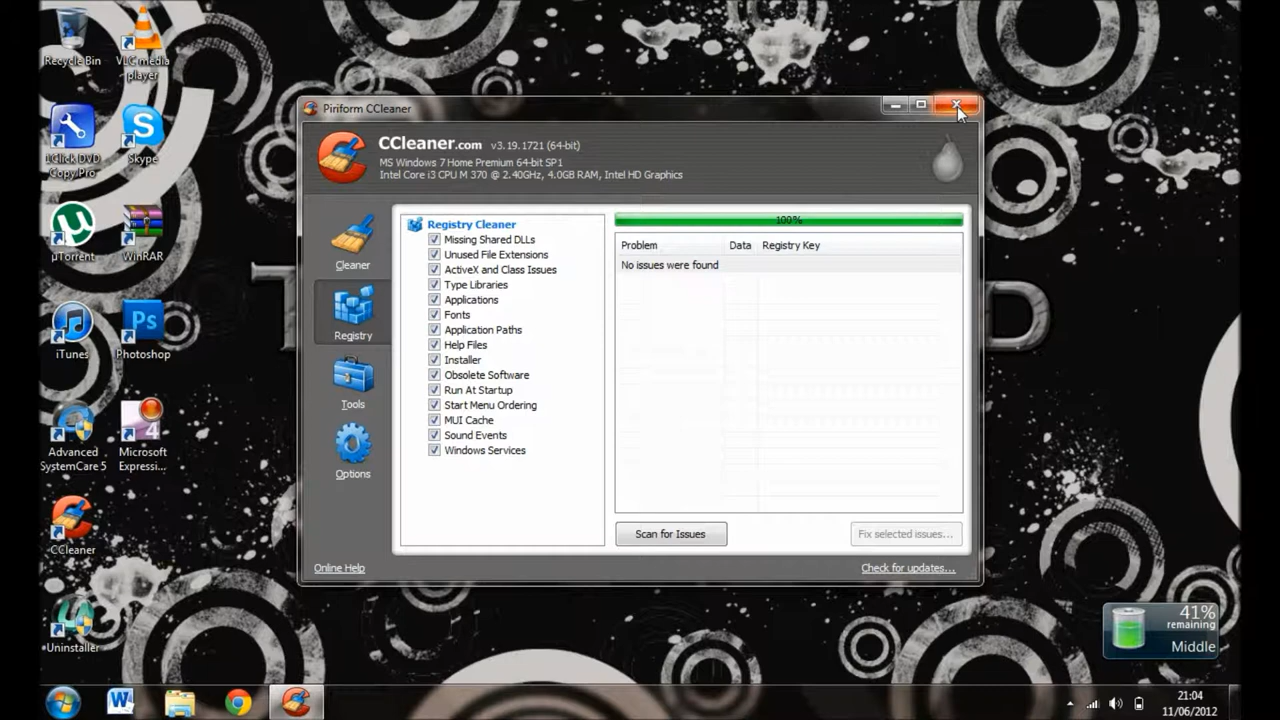 Recycle Bin
VLC media
player
1Click DVD
Copy Pro
Skype
µTorrent
WinRAR
iTunes
Ps
Photoshop
Advanced
SystemCare 5
Microsoft
Expressi...
CCleaner
Uninstaller
Piriform CCleaner
CCleaner.com v3.19.1721 (64-bit)
MS Windows 7 Home Premium 64-bit SP1
Intel Core i3 CPU M 370 @ 2.40GHz, 4.0GB RAM, Intel HD Graphics
Cleaner
Registry
Tools
Options
Registry Cleaner
Missing Shared DLLs
Unused File Extensions
ActiveX and Class Issues
Type Libraries
Applications
Fonts
Application Paths
Help Files
Installer
Obsolete Software
Run At Startup
Start Menu Ordering
MUI Cache
Sound Events
Windows Services
100%
Problem Data Registry Key
No issues were found
Scan for Issues
Fix selected issues...
Online Help
Check for updates...
41%
remaining
Middle
21:04
11/06/2012